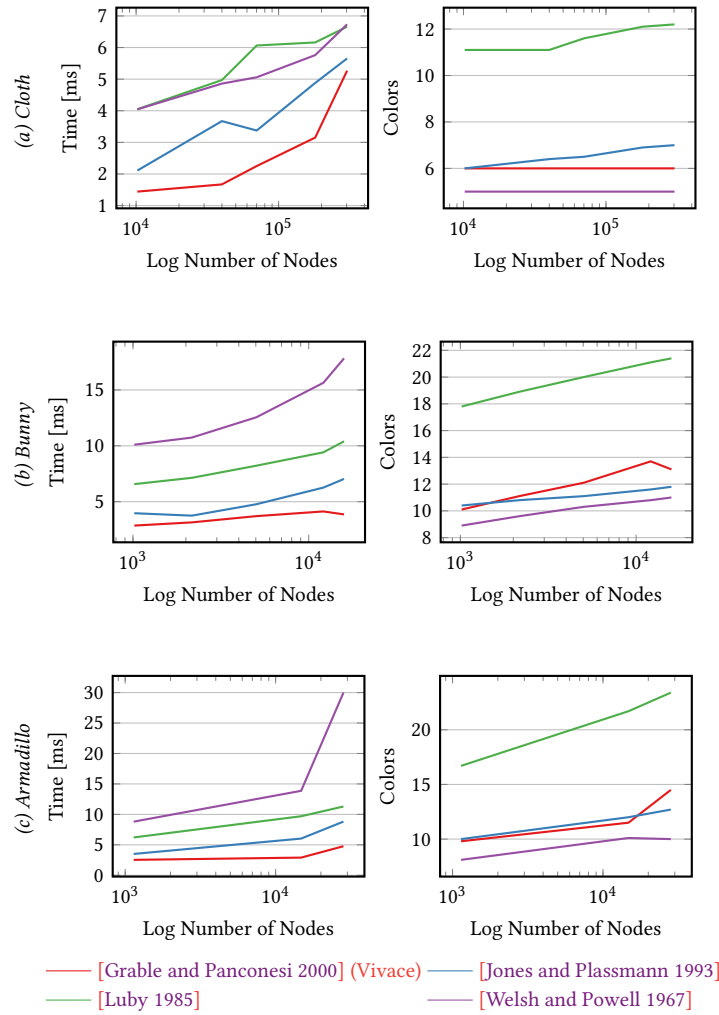 (a) Cloth
Time [ms]
7
6
5
4
3
2
1
10^4
10^5
Log Number of Nodes
Colors
12
10
8
6
10^4
10^5
Log Number of Nodes
(b) Bunny
Time [ms]
15
10
5
10^3
10^4
Log Number of Nodes
Colors
22
20
18
16
14
12
10
8
10^3
10^4
Log Number of Nodes
(c) Armadillo
Time [ms]
30
25
20
15
10
5
0
10^3
10^4
Log Number of Nodes
Colors
20
15
10
10^3
10^4
Log Number of Nodes
[Grable and Panconesi 2000] (Vivace)
[Jones and Plassmann 1993]
[Luby 1985]
[Welsh and Powell 1967]